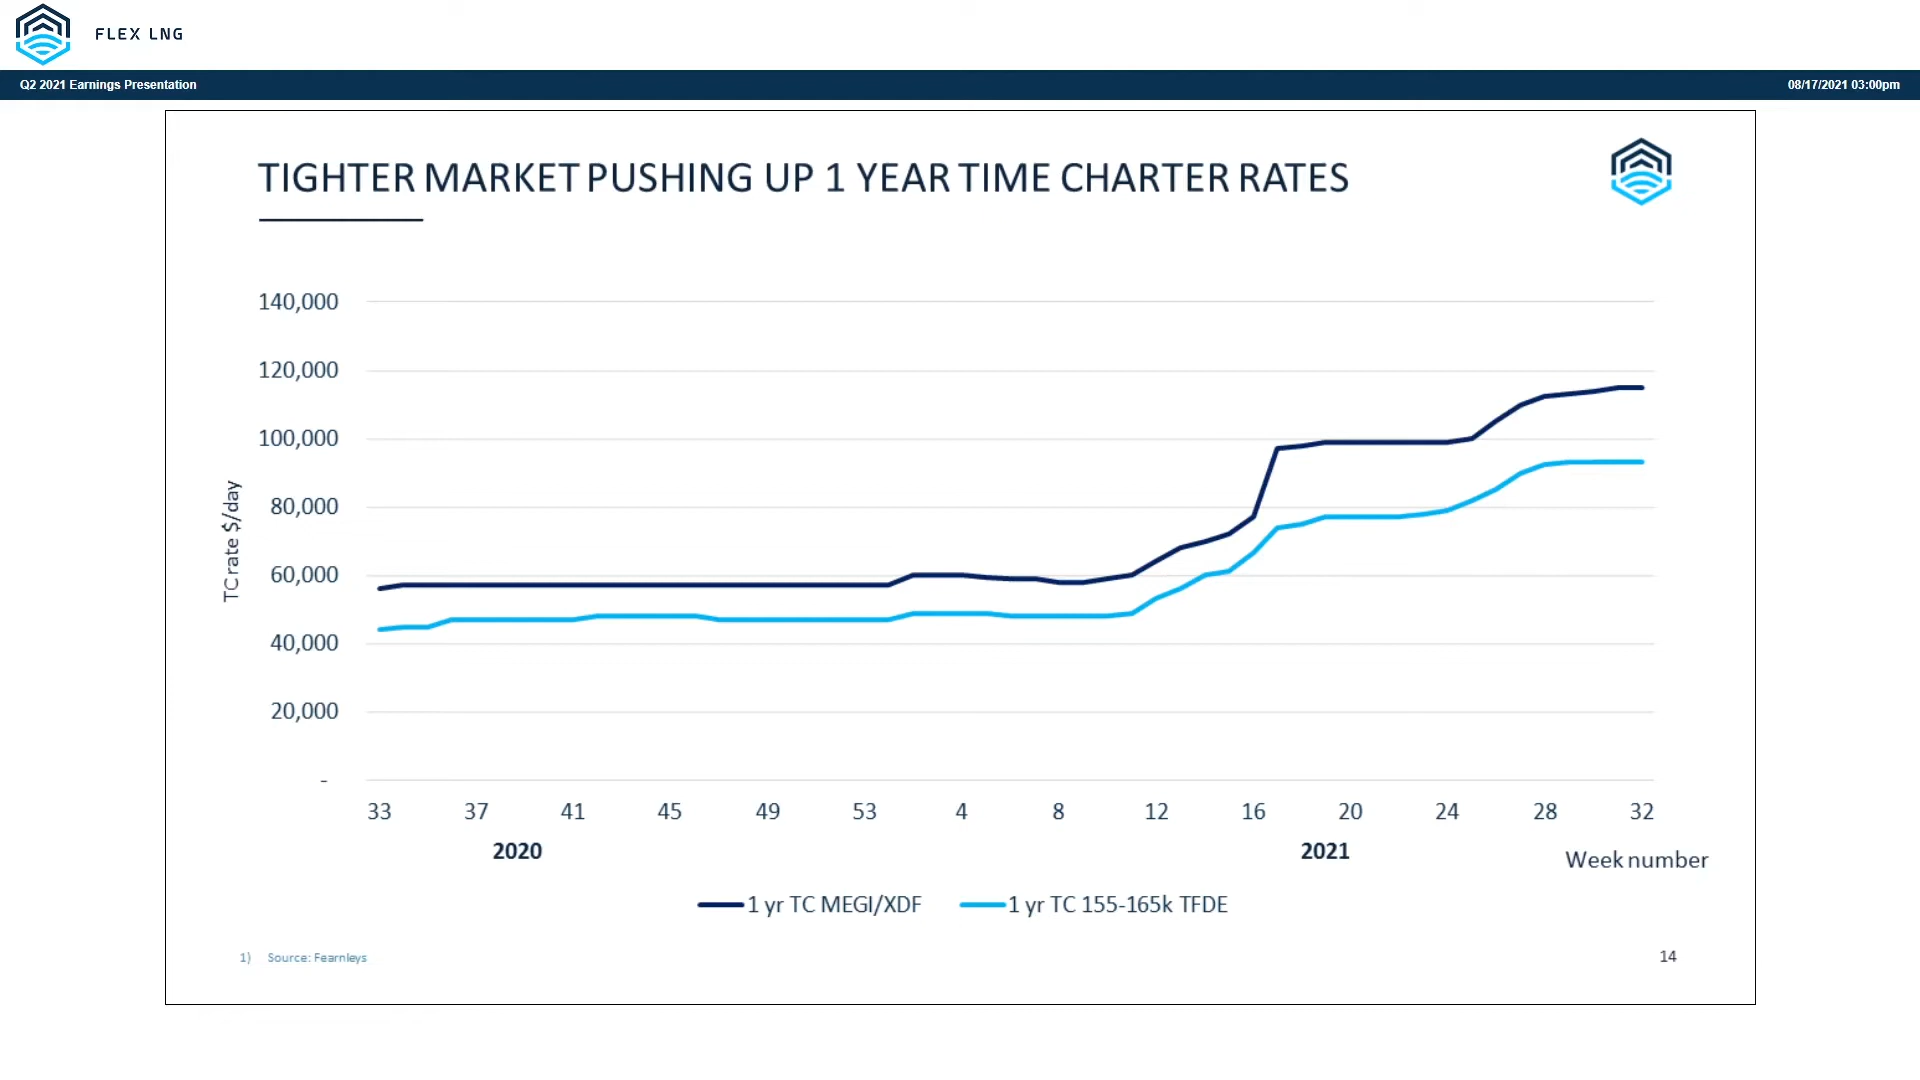 FLEX LNG
Q2 2021 Earnings Presentation
08/17/2021 03:00pm
TIGHTER MARKET PUSHING UP 1 YEAR TIME CHARTER RATES
140,000
120,000
100,000
80,000
60,000
40,000
20,000
-
TC rate $/day
33 37 41 45 49 53 4 8 12 16 20 24 28 32
2020 2021
Week number
1 yr TC MEGI/XDF 1 yr TC 155-165k TFDE
1) Source: Fearnleys
14